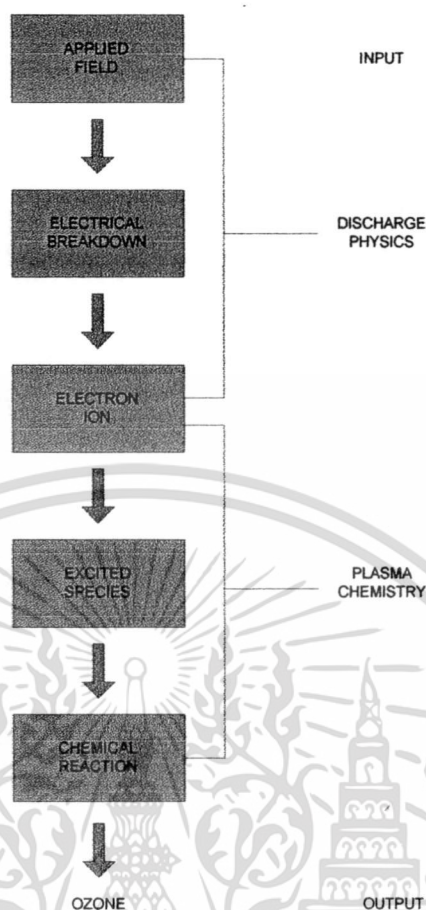 APPLIED
FIELD
INPUT
ELECTRICAL
BREAKDOWN
DISCHARGE
PHYSICS
ELECTRON
ION
EXCITED
SPECIES
PLASMA
CHEMISTRY
CHEMICAL
REACTION
OZONE
OUTPUT